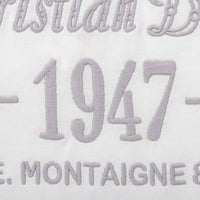 ristian D
- 1947 -
E, MONTAIGNE &